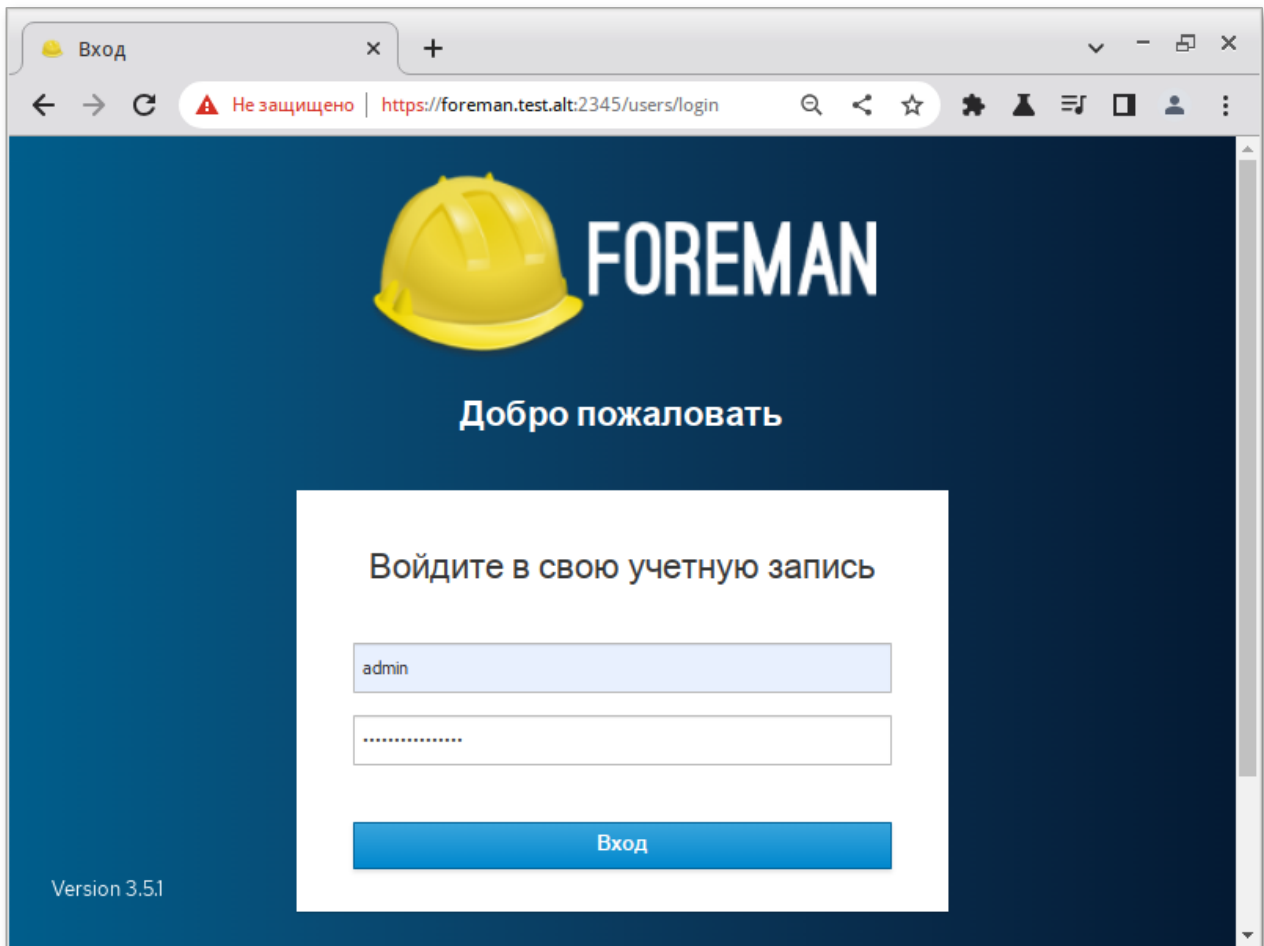 Вход
Не защищено https://foreman.test.alt:2345/users/login
FOREMAN
Добро пожаловать
Войдите в свою учетную запись
admin
················
Вход
Version 3.5.1